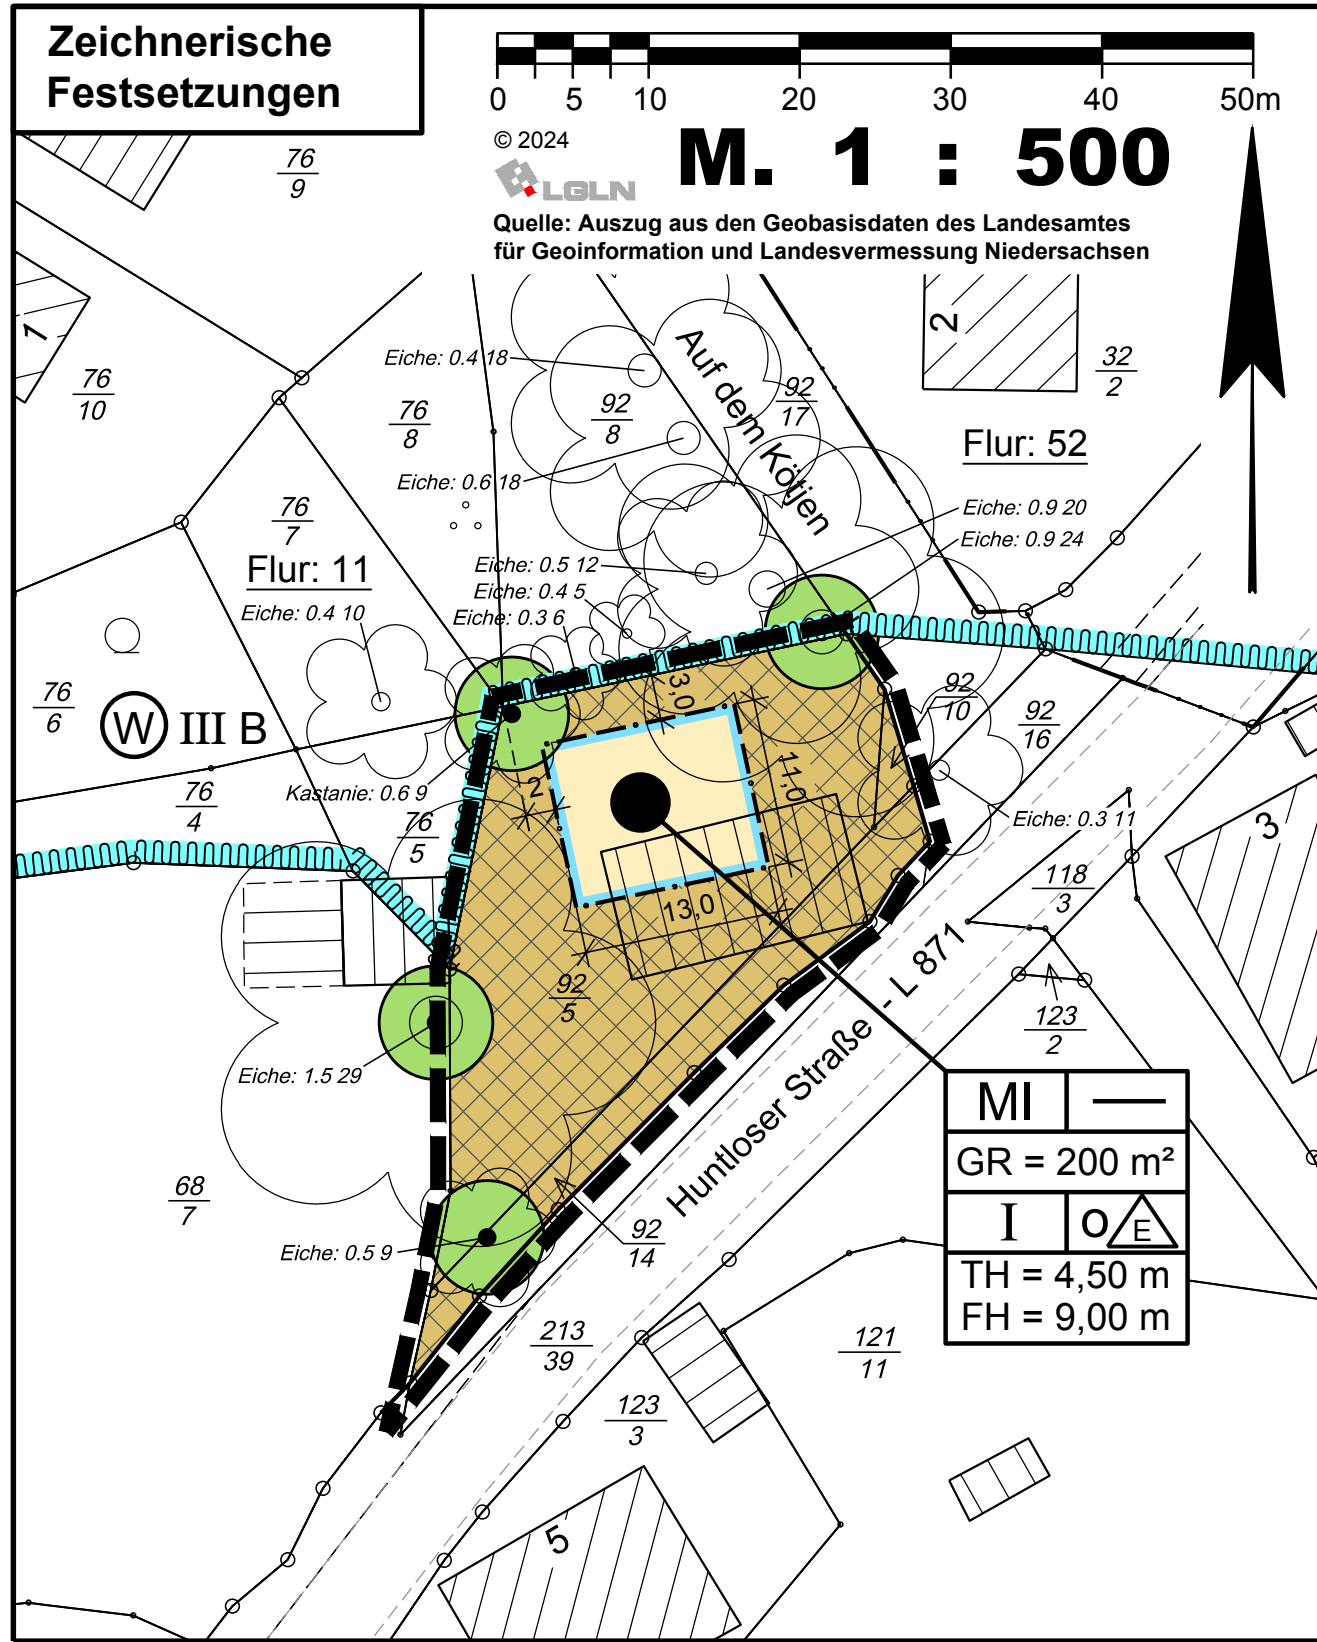 Zeichnerische
Festsetzungen
0 5 10 20 30 40 50m
© 2024
LGLN
M. 1 : 500
Quelle: Auszug aus den Geobasisdaten des Landesamtes
für Geoinformation und Landesvermessung Niedersachsen
76
9
1
76
10
Eiche: 0.4 18
76
8
92
8
Auf dem Kötjen
92
17
2
32
2
Flur: 52
Eiche: 0.6 18
76
7
Flur: 11
Eiche: 0.4 10
Eiche: 0.9 20
Eiche: 0.9 24
Eiche: 0.5 12
Eiche: 0.4 5
Eiche: 0.3 6
76
6
W III B
76
4
Kastanie: 0.6 9
76
5
3,0
2
11,0
13,0
92
10
92
16
Eiche: 0.3 11
3
118
3
92
5
123
2
Eiche: 1.5 29
Huntloser Straße - L 871
68
7
Eiche: 0.5 9
92
14
MI —
GR = 200 m²
I o E
TH = 4,50 m
FH = 9,00 m
213
39
121
11
123
3
5